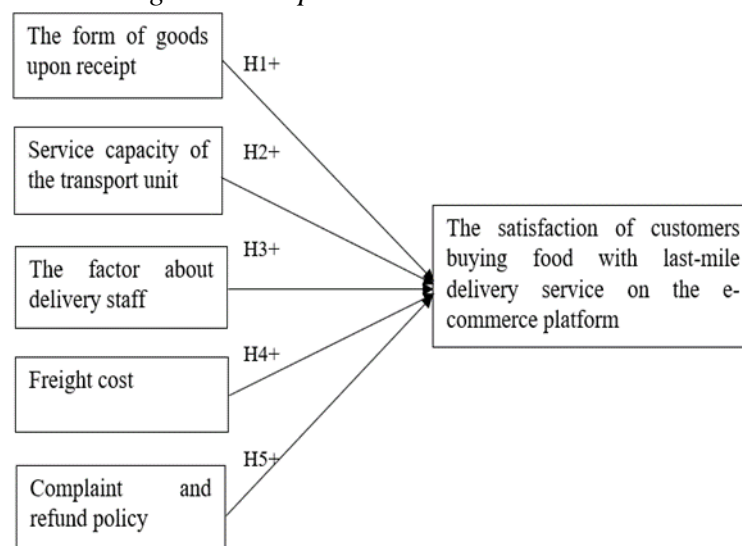 The form of goods
upon receipt
H1+
Service capacity of
the transport unit
H2+
The factor about
delivery staff
H3+
Freight cost
H4+
Complaint and
refund policy
H5+
The satisfaction of customers
buying food with last-mile
delivery service on the e-
commerce platform